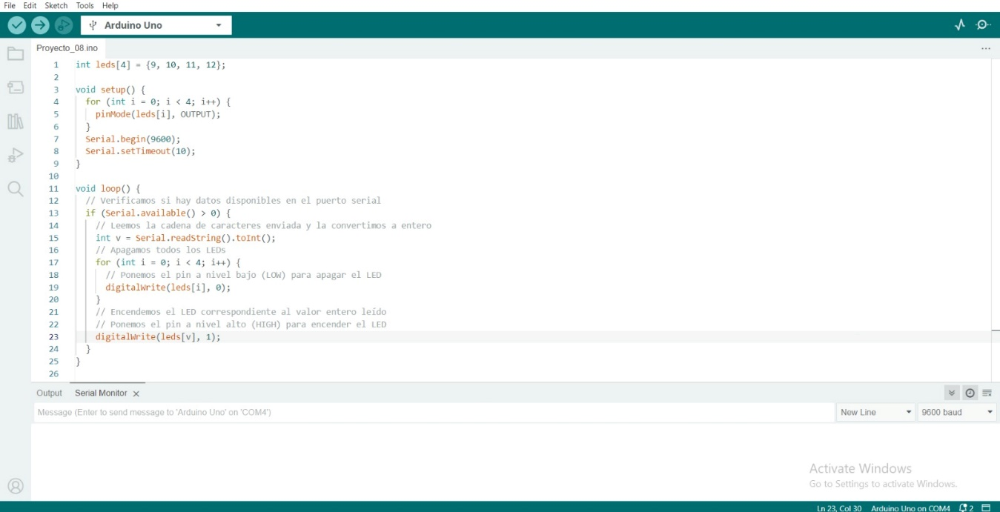 File Edit Sketch Tools Help
Arduino Uno
Proyecto_08.ino
...
1 int leds[4] = {9, 10, 11, 12};
2
3 void setup() {
4 for (int i = 0; i < 4; i++) {
5 pinMode(leds[i], OUTPUT);
6 }
7 Serial.begin(9600);
8 Serial.setTimeout(10);
9 }
10
11 void loop() {
12 // Verificamos si hay datos disponibles en el puerto serial
13 if (Serial.available() > 0) {
14 // Leemos la cadena de caracteres enviada y la convertimos a entero
15 int v = Serial.readString().toInt();
16 // Apagamos todos los LEDs
17 for (int i = 0; i < 4; i++) {
18 // Ponemos el pin a nivel bajo (LOW) para apagar el LED
19 digitalWrite(leds[i], 0);
20 }
21 // Encendemos el LED correspondiente al valor entero leído
22 // Ponemos el pin a nivel alto (HIGH) para encender el LED
23 digitalWrite(leds[v], 1);
24 }
25 }
26
Output Serial Monitor ×
Message (Enter to send message to 'Arduino Uno' on 'COM4') New Line 9600 baud
Activate Windows
Go to Settings to activate Windows.
Ln 23, Col 30 Arduino Uno on COM4 2